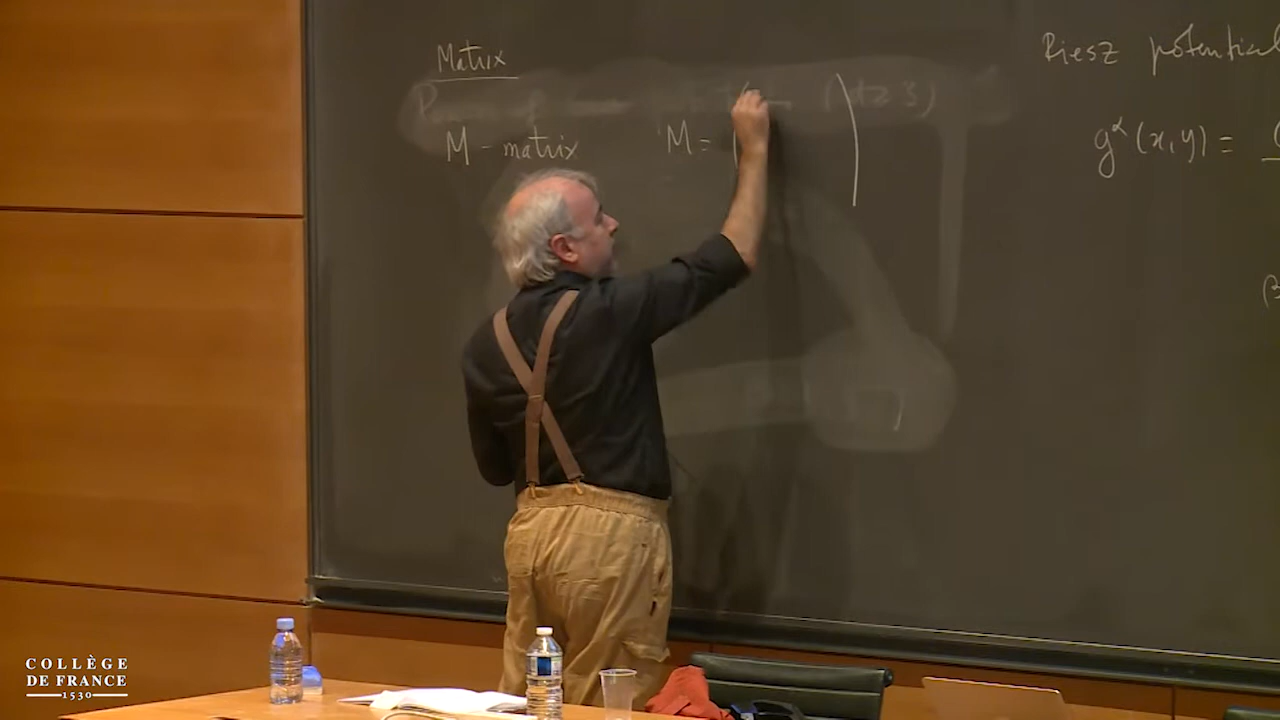 Matrix
(d ≥ 3)
M - matrix M = ( )
Riesz potential
g^α (x, y) =
COLLÈGE
DE FRANCE
1530